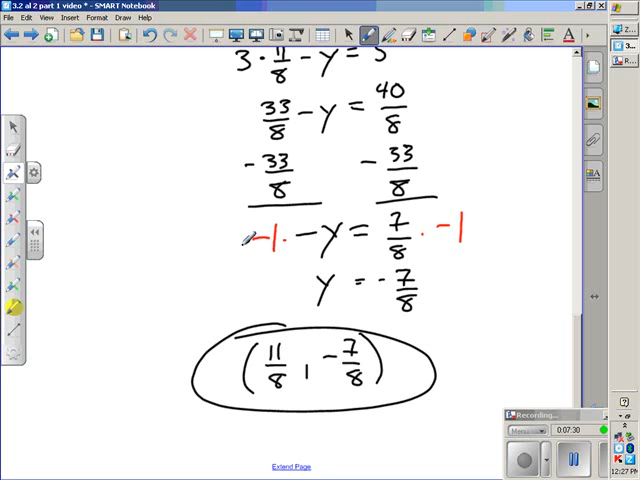 3.2 al 2 part 1 video * - SMART Notebook
File Edit View Insert Format Tools Draw Help
3 · 11/8 - y = 5
33/8 - y = 40/8
- 33/8 - 33/8
-1 · - y = 7/8 · -1
y = - 7/8
(11/8 , - 7/8)
Extend Page
Recording...
Menu
0:07:30
12:27 PM